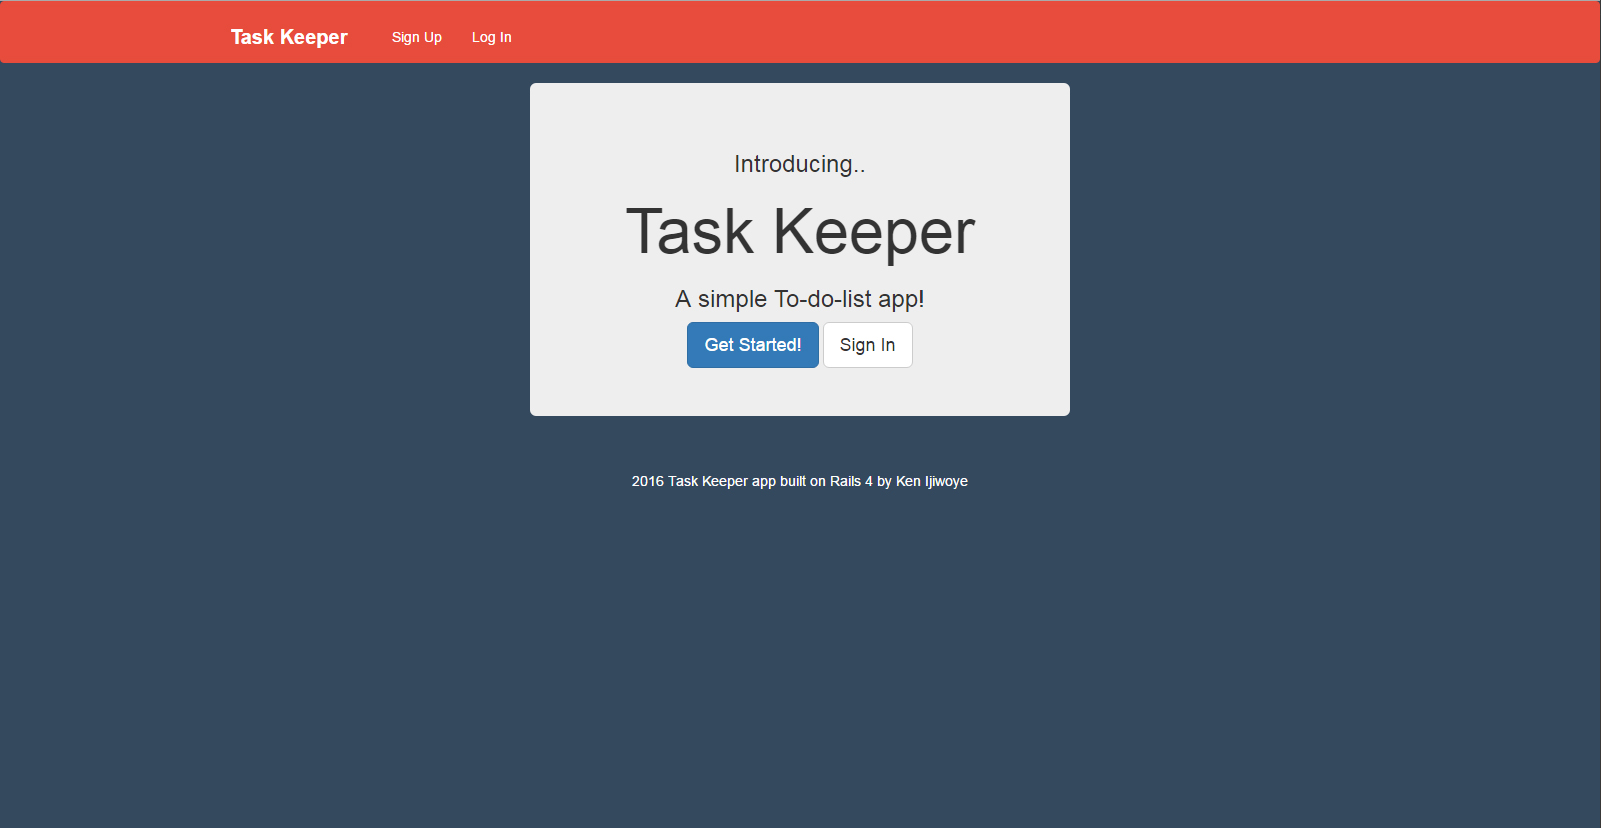 Task Keeper Sign Up Log In
Introducing..
Task Keeper
A simple To-do-list app!
Get Started! Sign In
2016 Task Keeper app built on Rails 4 by Ken Ijiwoye